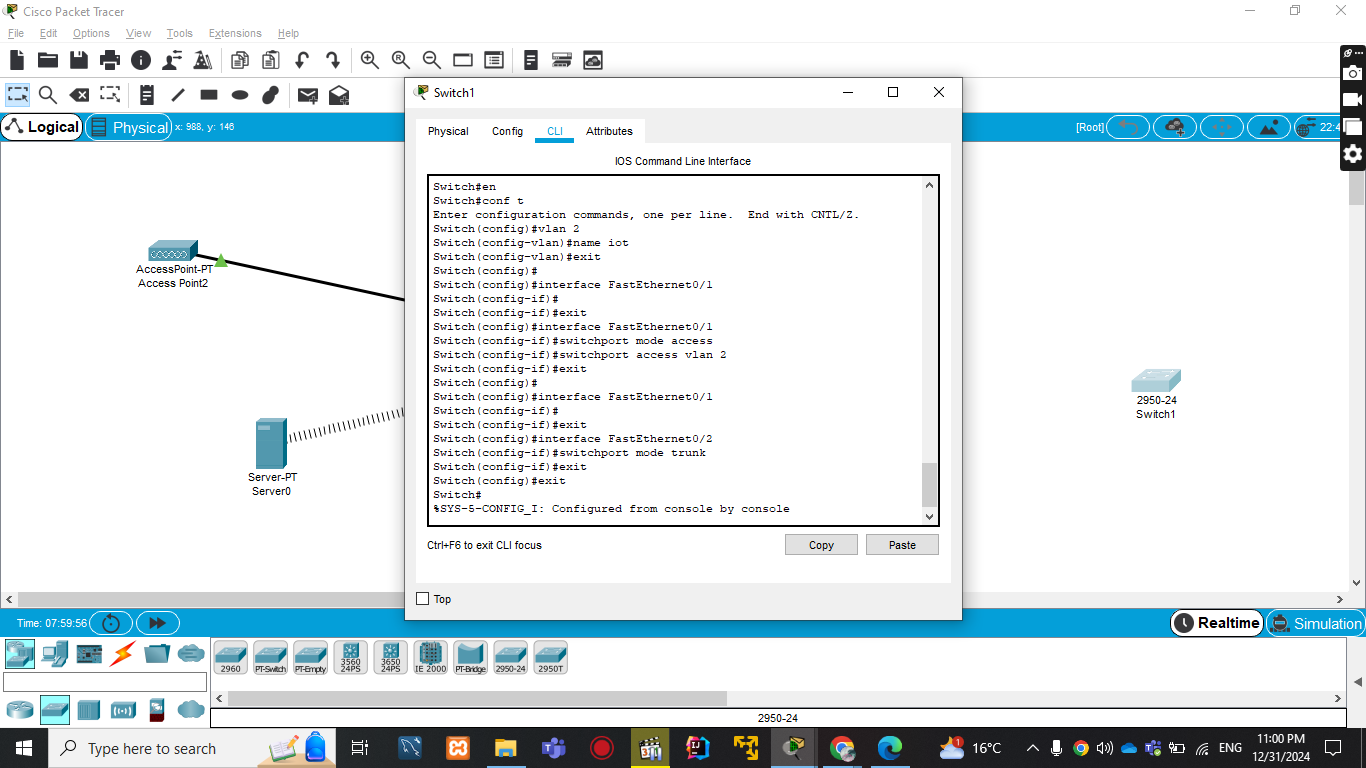 Cisco Packet Tracer
File Edit Options View Tools Extensions Help
Logical
Physical
x: 988, y: 146
[Root]
AccessPoint-PT
Access Point2
Server-PT
Server0
2950-24
Switch1
Switch1
Physical Config CLI Attributes
IOS Command Line Interface
Switch#en
Switch#conf t
Enter configuration commands, one per line.  End with CNTL/Z.
Switch(config)#vlan 2
Switch(config-vlan)#name iot
Switch(config-vlan)#exit
Switch(config)#
Switch(config)#interface FastEthernet0/1
Switch(config-if)#
Switch(config-if)#exit
Switch(config)#interface FastEthernet0/1
Switch(config-if)#switchport mode access
Switch(config-if)#switchport access vlan 2
Switch(config-if)#exit
Switch(config)#
Switch(config)#interface FastEthernet0/1
Switch(config-if)#
Switch(config-if)#exit
Switch(config)#interface FastEthernet0/2
Switch(config-if)#switchport mode trunk
Switch(config-if)#exit
Switch(config)#exit
Switch#
%SYS-5-CONFIG_I: Configured from console by console
Ctrl+F6 to exit CLI focus
Copy
Paste
Top
Time: 07:59:56
Realtime
Simulation
2960
PT-Switch
PT-Empty
3560
24PS
3650
24PS
IE 2000
PT-Bridge
2950-24
2950T
2950-24
Type here to search
16°C
ENG
11:00 PM
12/31/2024